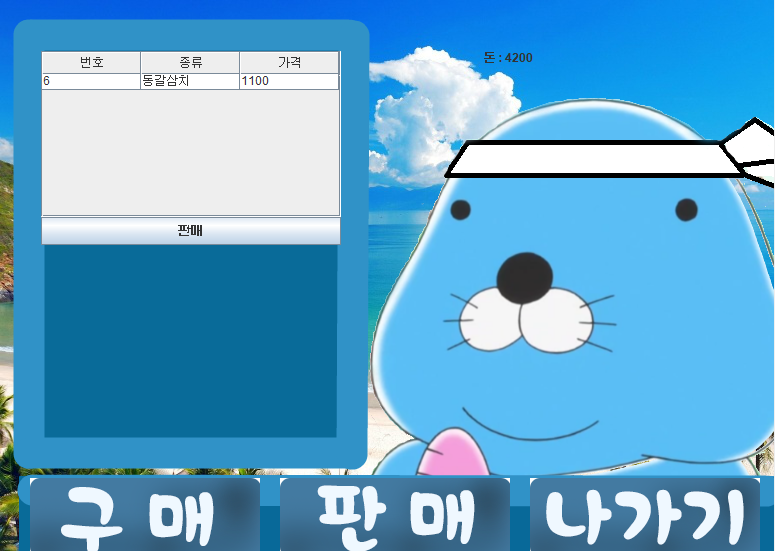 돈 : 4200
번호 종류 가격
6 동갈삼치 1100
판매
구매 판매 나가기